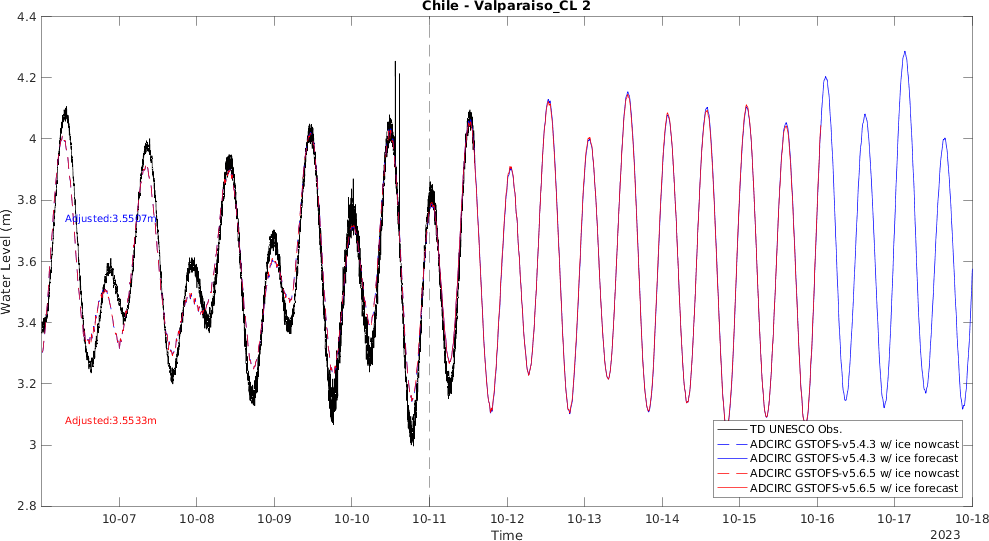 Chile - Valparaiso_CL 2
4.4
4.2
4
3.8
3.6
3.4
3.2
3
2.8
Water Level (m)
Adjusted:3.5507m
Adjusted:3.5533m
TD UNESCO Obs.
ADCIRC GSTOFS-v5.4.3 w/ ice nowcast
ADCIRC GSTOFS-v5.4.3 w/ ice forecast
ADCIRC GSTOFS-v5.6.5 w/ ice nowcast
ADCIRC GSTOFS-v5.6.5 w/ ice forecast
10-07 10-08 10-09 10-10 10-11 10-12 10-13 10-14 10-15 10-16 10-17 10-18
Time
2023